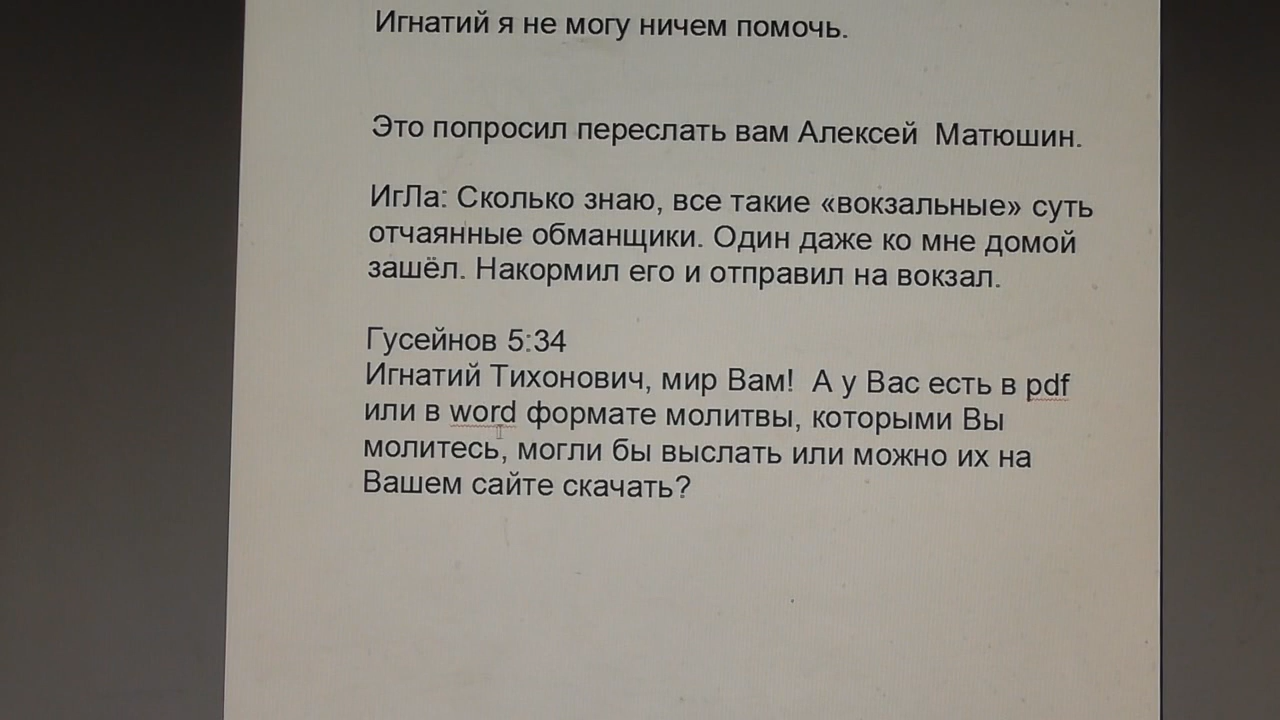 Игнатий я не могу ничем помочь.
Это попросил переслать вам Алексей  Матюшин.
ИгЛа: Сколько знаю, все такие «вокзальные» суть
отчаянные обманщики. Один даже ко мне домой
зашёл. Накормил его и отправил на вокзал.
Гусейнов 5:34
Игнатий Тихонович, мир Вам!  А у Вас есть в pdf
или в word формате молитвы, которыми Вы
молитесь, могли бы выслать или можно их на
Вашем сайте скачать?